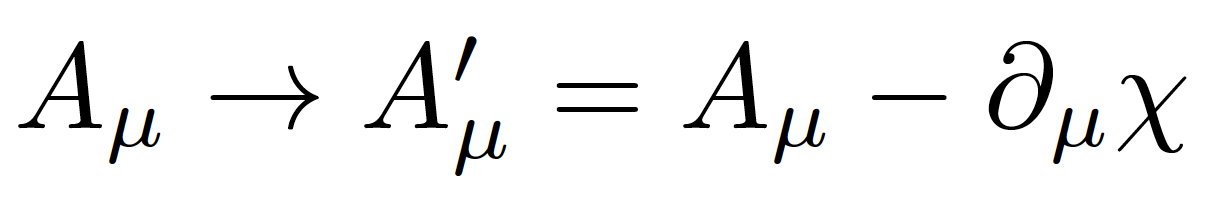 A_μ → A'_μ = A_μ − ∂_μχ